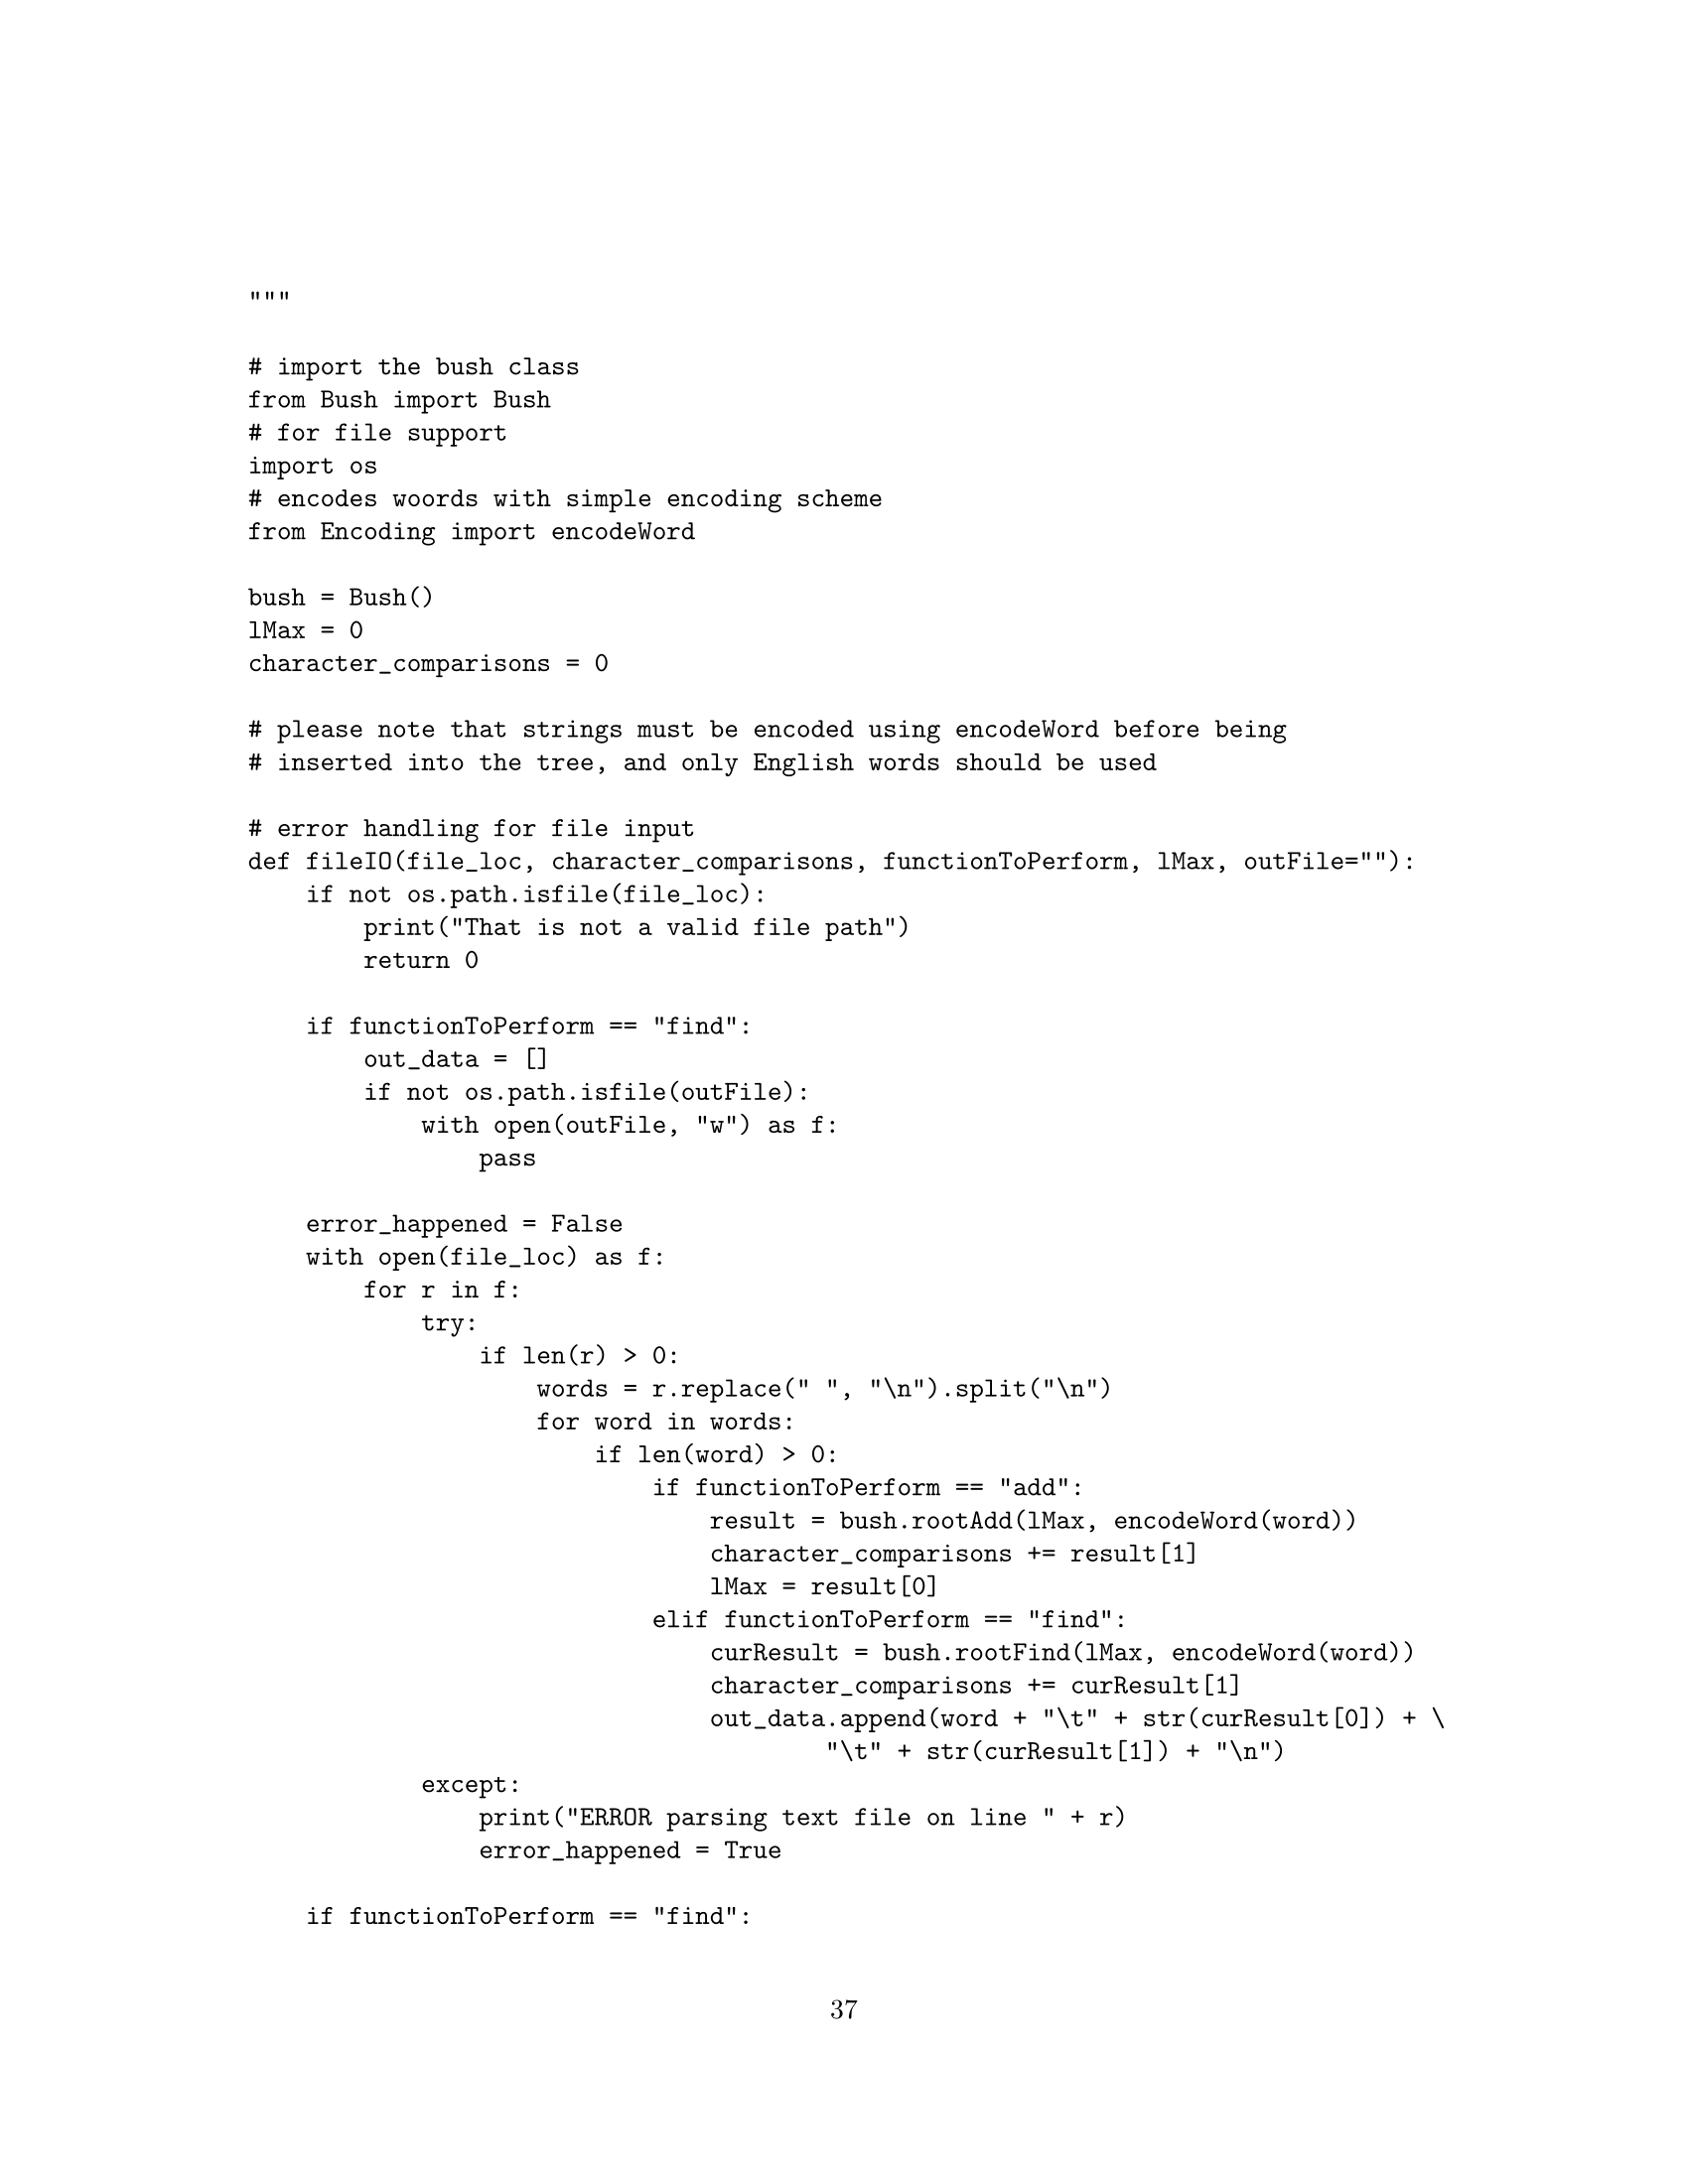 """
# import the bush class
from Bush import Bush
# for file support
import os
# encodes woords with simple encoding scheme
from Encoding import encodeWord
bush = Bush()
lMax = 0
character_comparisons = 0
# please note that strings must be encoded using encodeWord before being
# inserted into the tree, and only English words should be used
# error handling for file input
def fileIO(file_loc, character_comparisons, functionToPerform, lMax, outFile=""):
    if not os.path.isfile(file_loc):
        print("That is not a valid file path")
        return 0
    if functionToPerform == "find":
        out_data = []
        if not os.path.isfile(outFile):
            with open(outFile, "w") as f:
                pass
    error_happened = False
    with open(file_loc) as f:
        for r in f:
            try:
                if len(r) > 0:
                    words = r.replace(" ", "\n").split("\n")
                    for word in words:
                        if len(word) > 0:
                            if functionToPerform == "add":
                                result = bush.rootAdd(lMax, encodeWord(word))
                                character_comparisons += result[1]
                                lMax = result[0]
                            elif functionToPerform == "find":
                                curResult = bush.rootFind(lMax, encodeWord(word))
                                character_comparisons += curResult[1]
                                out_data.append(word + "\t" + str(curResult[0]) + \
                                        "\t" + str(curResult[1]) + "\n")
            except:
                print("ERROR parsing text file on line " + r)
                error_happened = True
    if functionToPerform == "find":
37